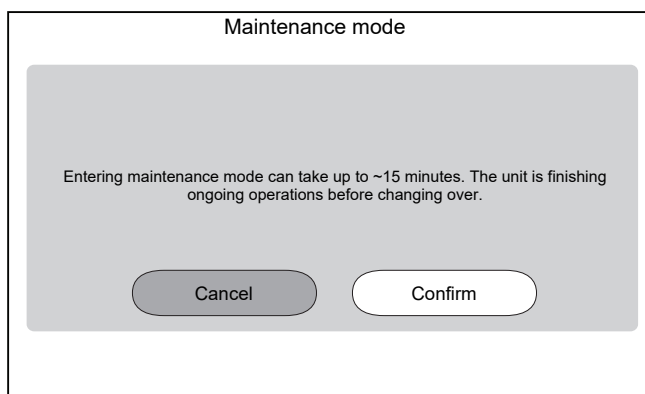 Maintenance mode
Entering maintenance mode can take up to ~15 minutes. The unit is finishing
ongoing operations before changing over.
Cancel
Confirm